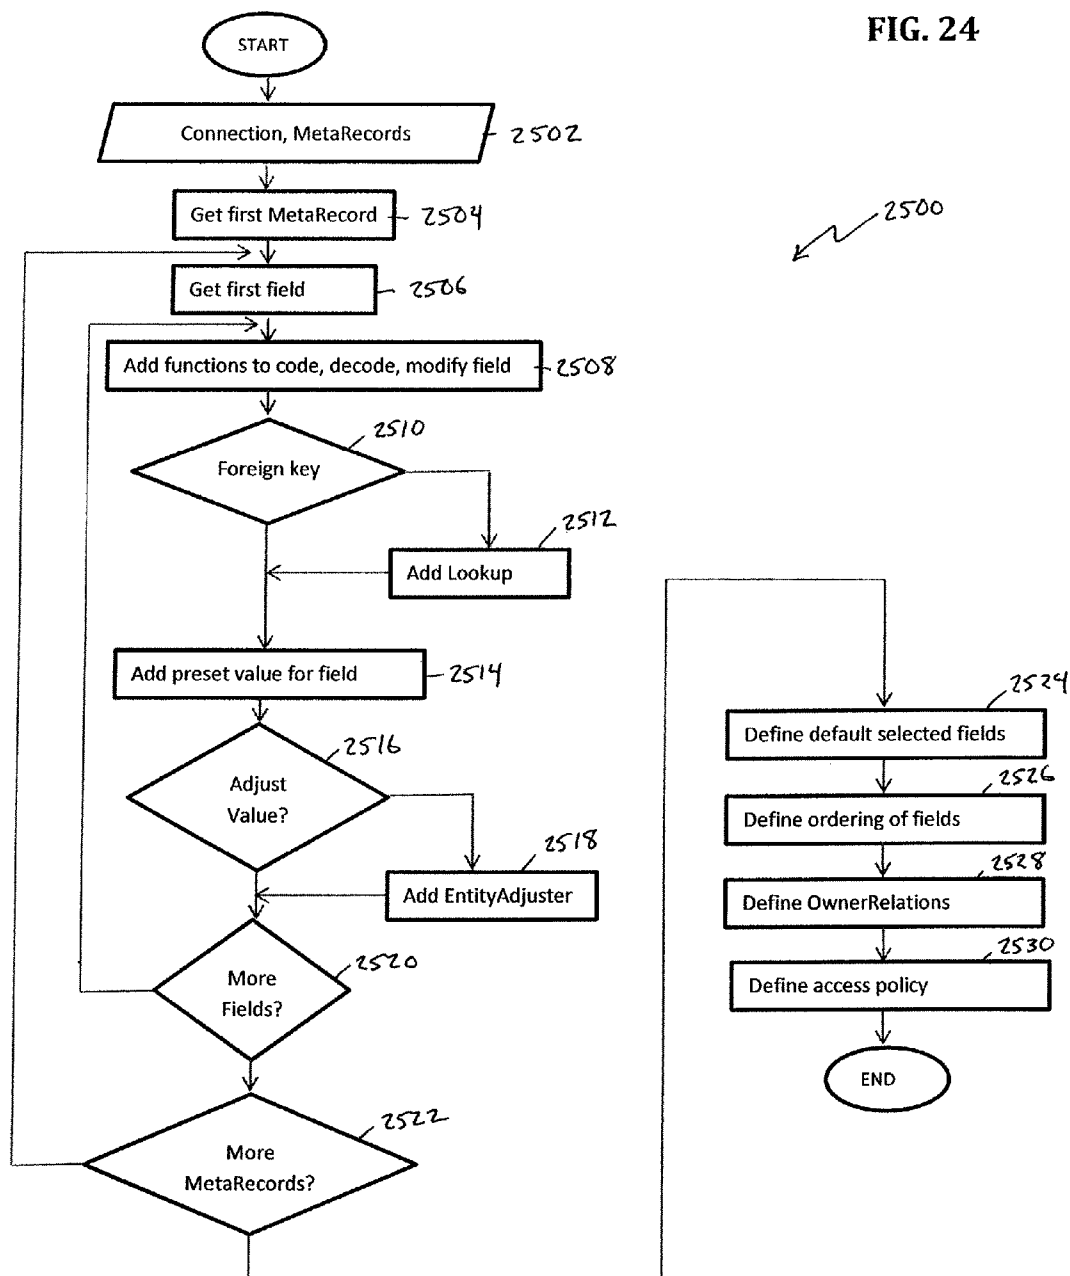 FIG. 24
START
Connection, MetaRecords
2502
Get first MetaRecord
2504
2500
Get first field
2506
Add functions to code, decode, modify field
2508
2510
Foreign key
2512
Add Lookup
Add preset value for field
2514
2516
Adjust
Value?
2518
Add EntityAdjuster
2520
More
Fields?
2522
More
MetaRecords?
2524
Define default selected fields
2526
Define ordering of fields
2528
Define OwnerRelations
2530
Define access policy
END